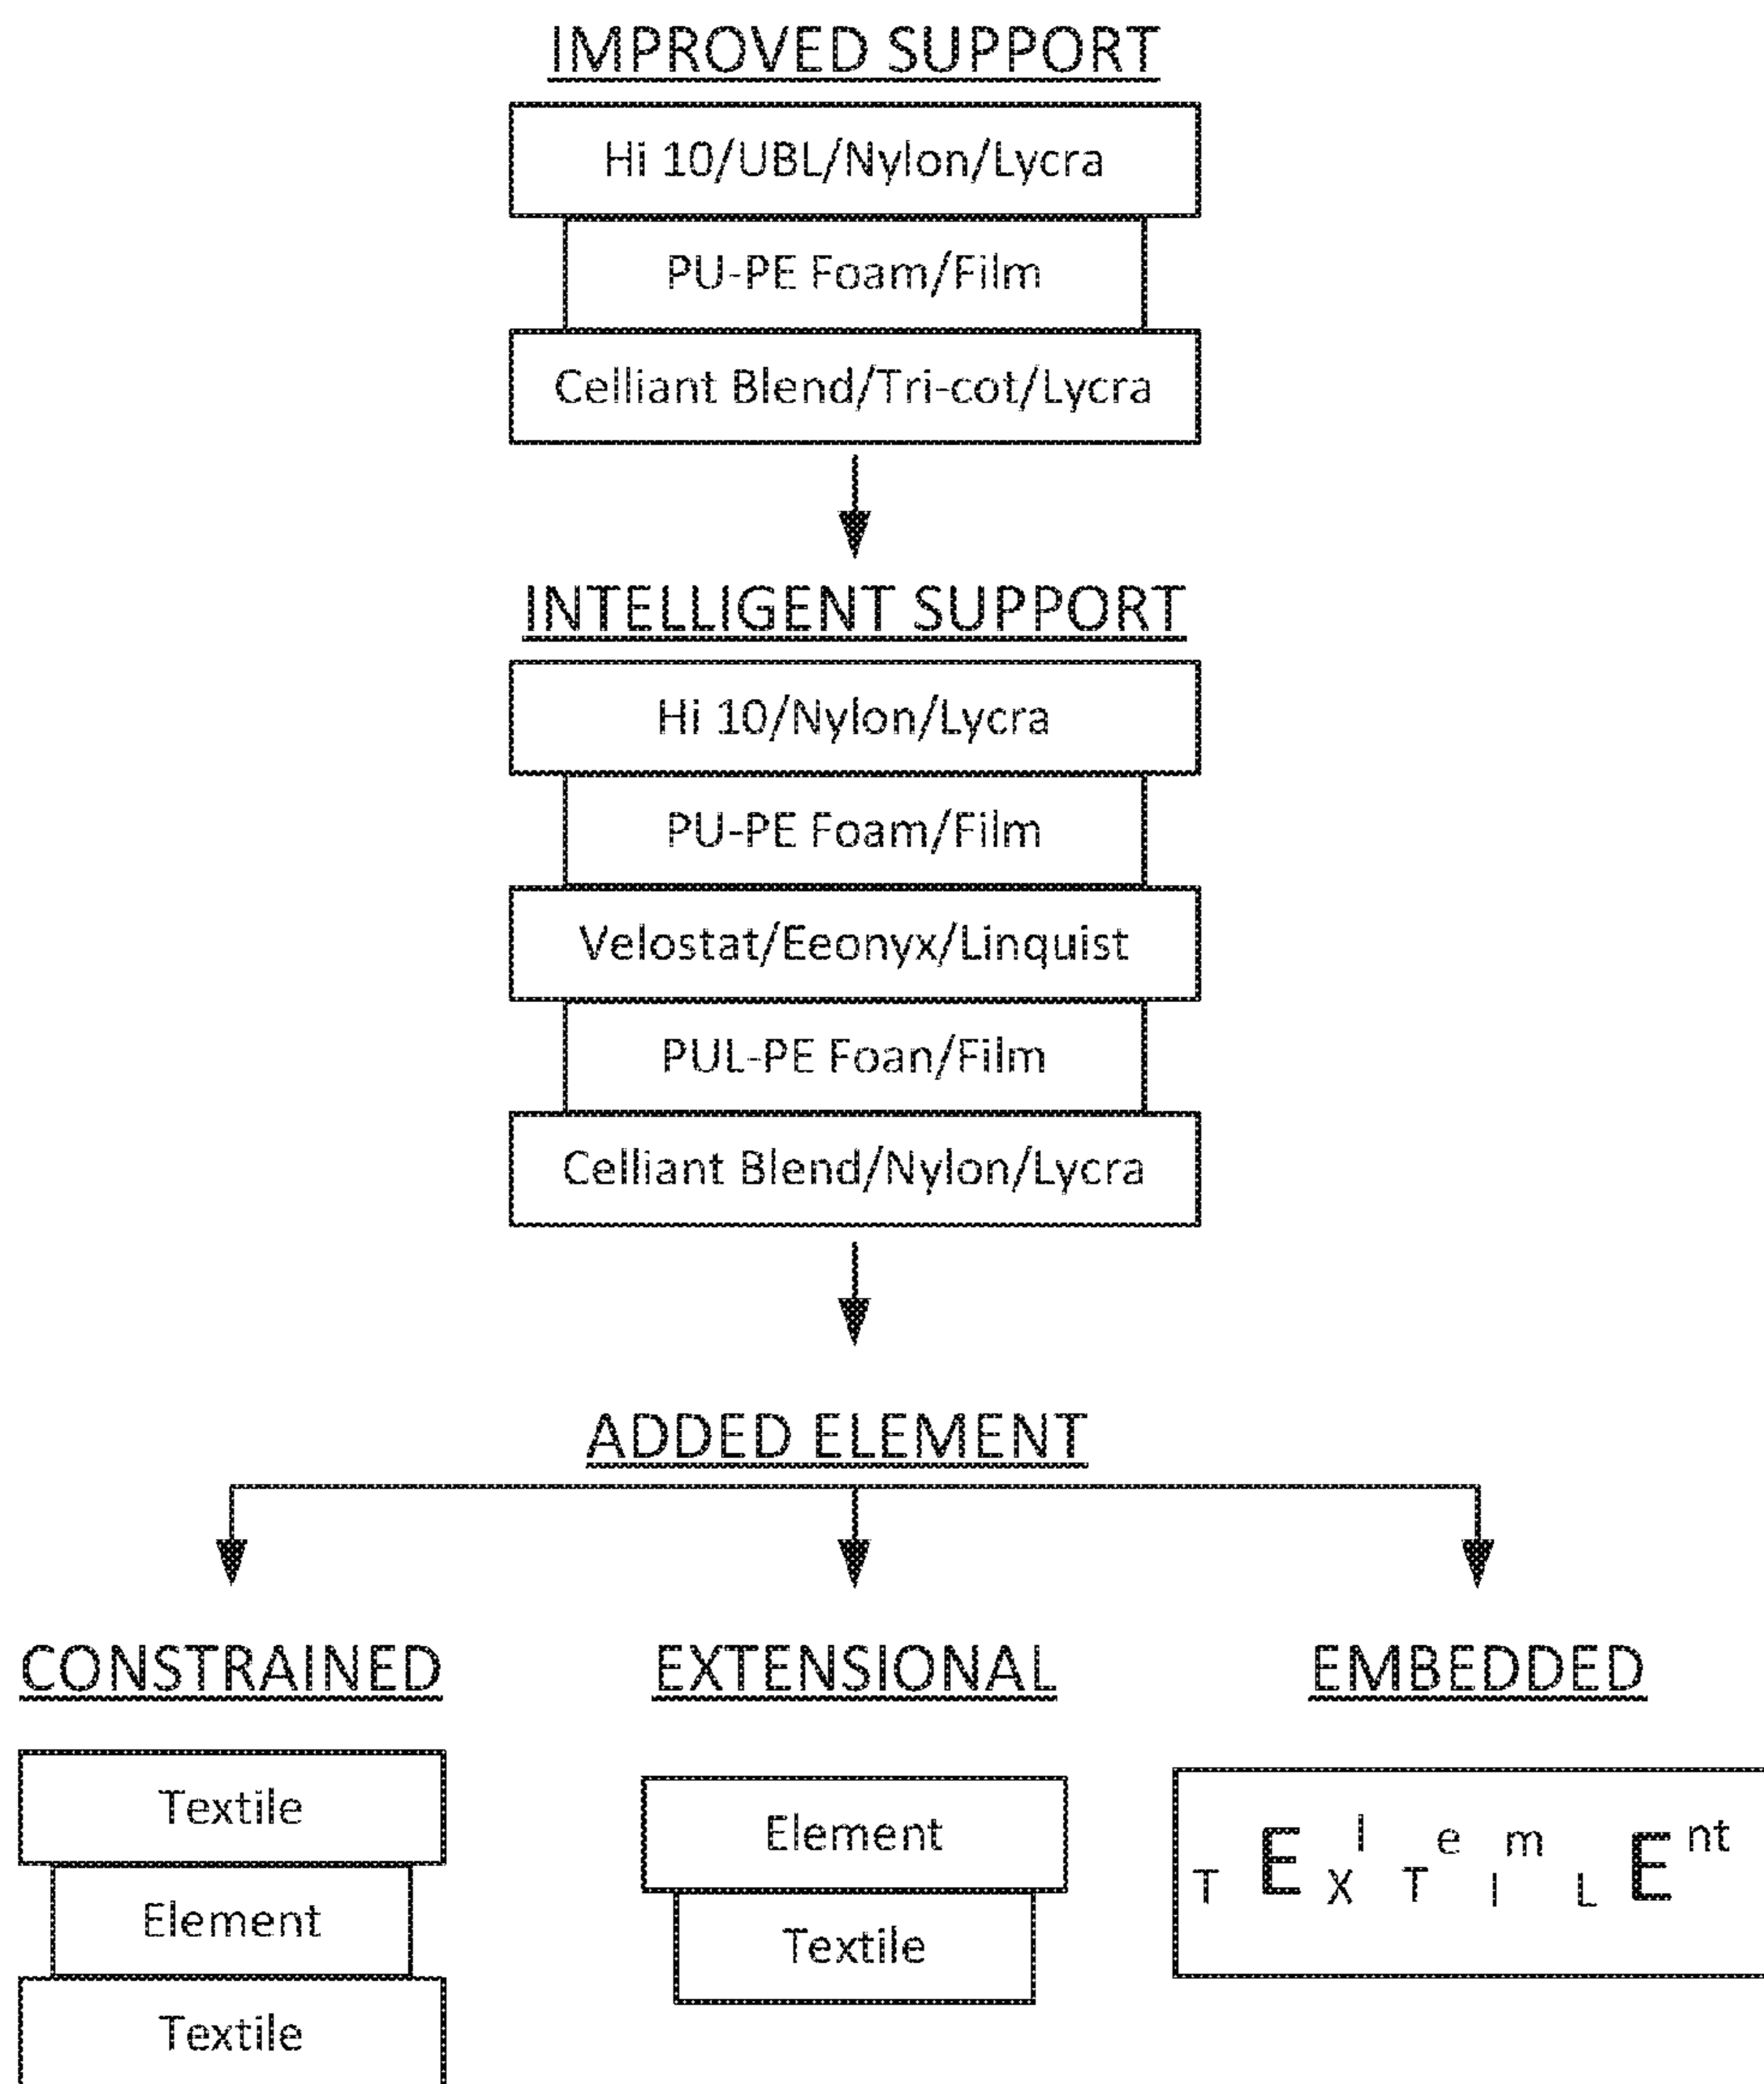 IMPROVED SUPPORT
Hi 10/UBL/Nylon/Lycra
PU-PE Foam/Film
Celliant Blend/Tri-cot/Lycra
INTELLIGENT SUPPORT
Hi 10/Nylon/Lycra
PU-PE Foam/Film
Velostat/Eeonyx/Linquist
PUL-PE Foan/Film
Celliant Blend/Nylon/Lycra
ADDED ELEMENT
CONSTRAINED
Textile
Element
Textile
EXTENSIONAL
Element
Textile
EMBEDDED
T E X l T e I m L E nt